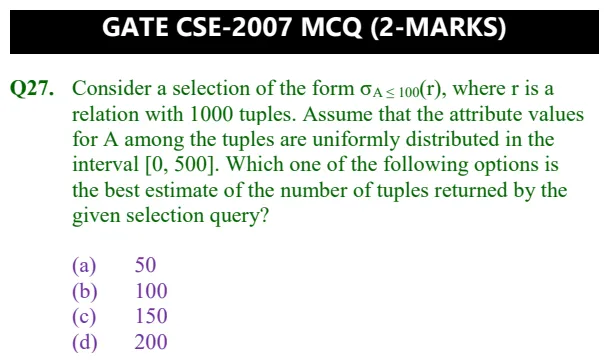 GATE CSE-2007 MCQ (2-MARKS)
Q27. Consider a selection of the form σA ≤ 100(r), where r is a
relation with 1000 tuples. Assume that the attribute values
for A among the tuples are uniformly distributed in the
interval [0, 500]. Which one of the following options is
the best estimate of the number of tuples returned by the
given selection query?
(a) 50
(b) 100
(c) 150
(d) 200